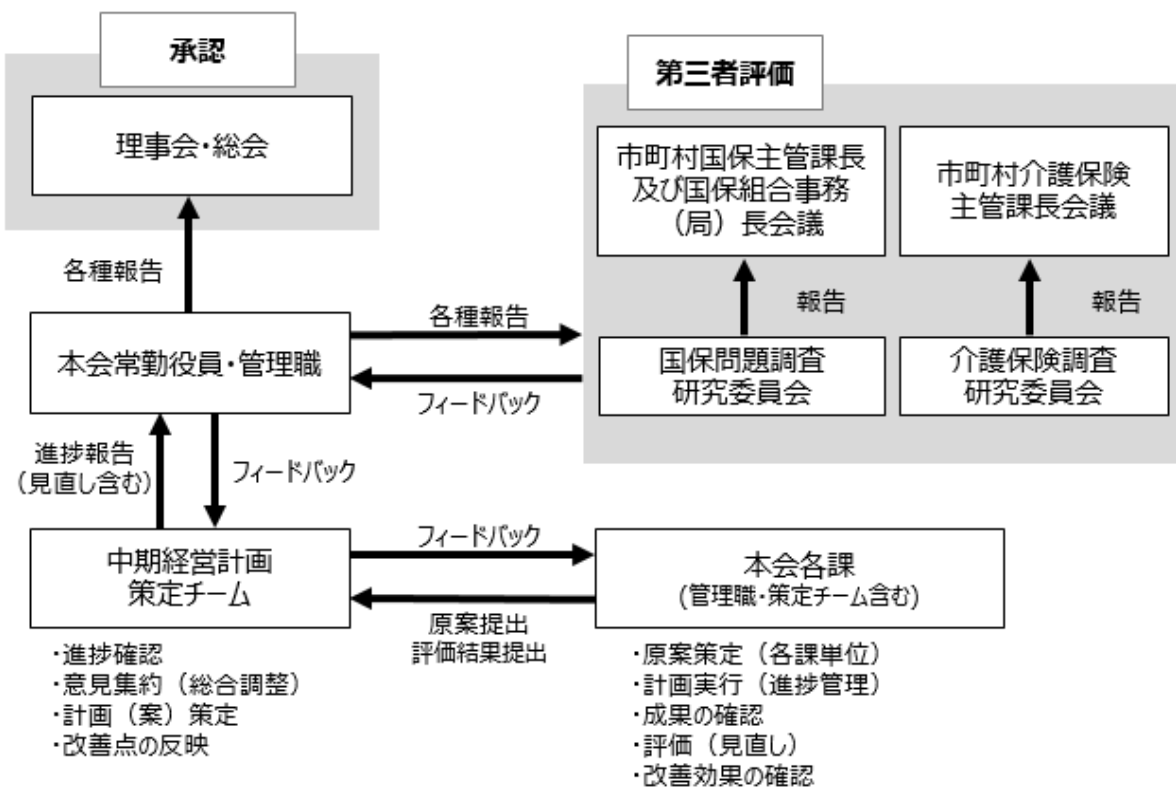 承認
理事会・総会
各種報告
本会常勤役員・管理職
進捗報告
（見直し含む）
フィードバック
中期経営計画
策定チーム
・進捗確認
・意見集約（総合調整）
・計画（案）策定
・改善点の反映
各種報告
フィードバック
第三者評価
市町村国保主管課長
及び国保組合事務
（局）長会議
市町村介護保険
主管課長会議
報告
報告
国保問題調査
研究委員会
介護保険調査
研究委員会
フィードバック
原案提出
評価結果提出
本会各課
(管理職・策定チーム含む)
・原案策定（各課単位）
・計画実行（進捗管理）
・成果の確認
・評価（見直し）
・改善効果の確認